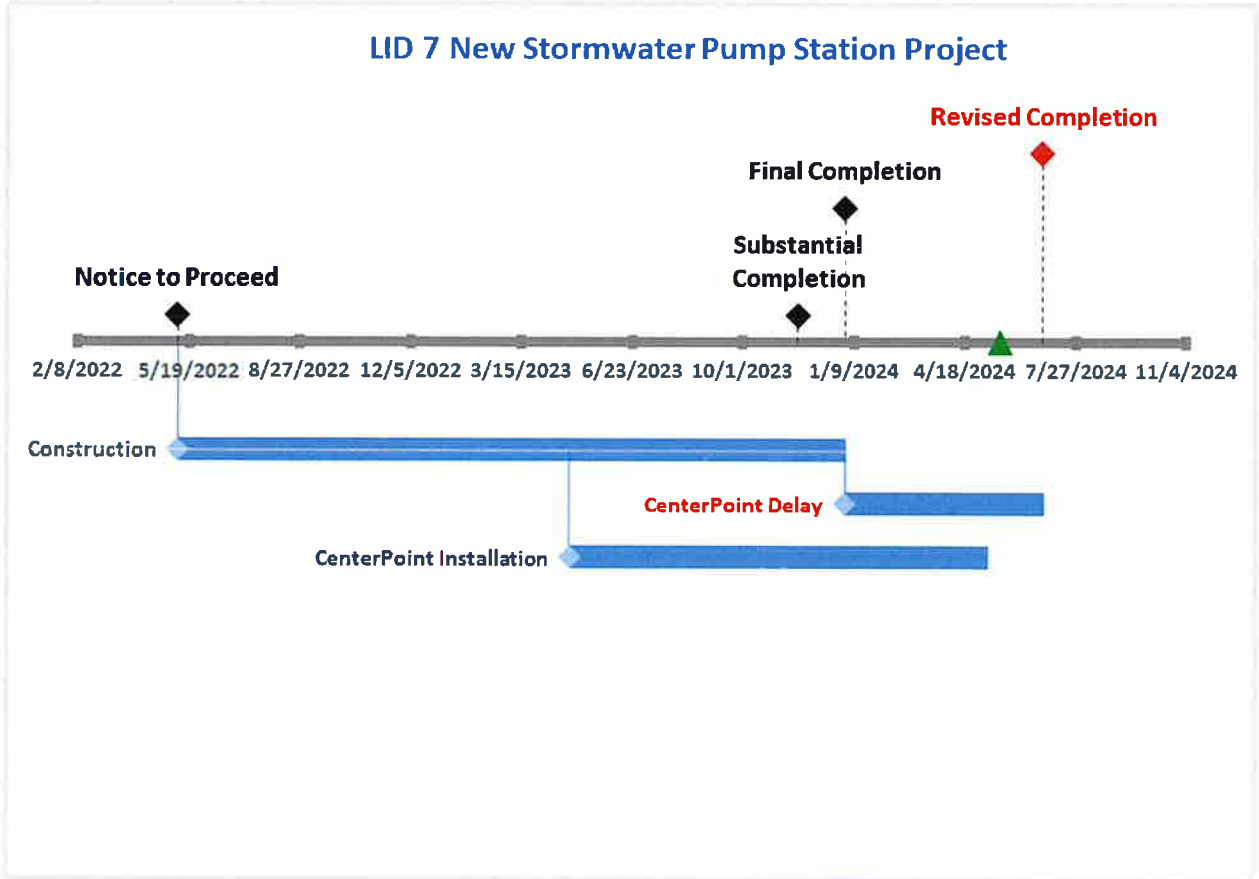 LID 7 New Stormwater Pump Station Project
Revised Completion
Final Completion
Substantial
Completion
Notice to Proceed
2/8/2022 5/19/2022 8/27/2022 12/5/2022 3/15/2023 6/23/2023 10/1/2023 1/9/2024 4/18/2024 7/27/2024 11/4/2024
Construction
CenterPoint Delay
CenterPoint Installation